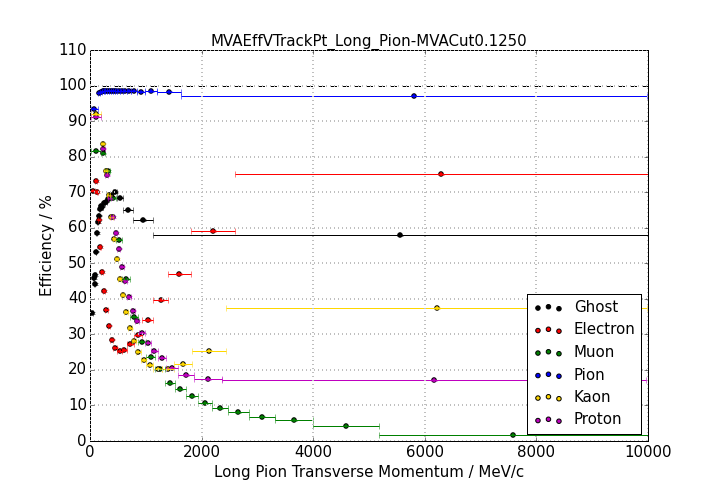 MVAEffVTrackPt_Long_Pion-MVACut0.1250
110
100
90
80
70
60
50
40
30
20
10
0
Efficiency / %
Ghost
Electron
Muon
Pion
Kaon
Proton
0 2000 4000 6000 8000 10000
Long Pion Transverse Momentum / MeV/c